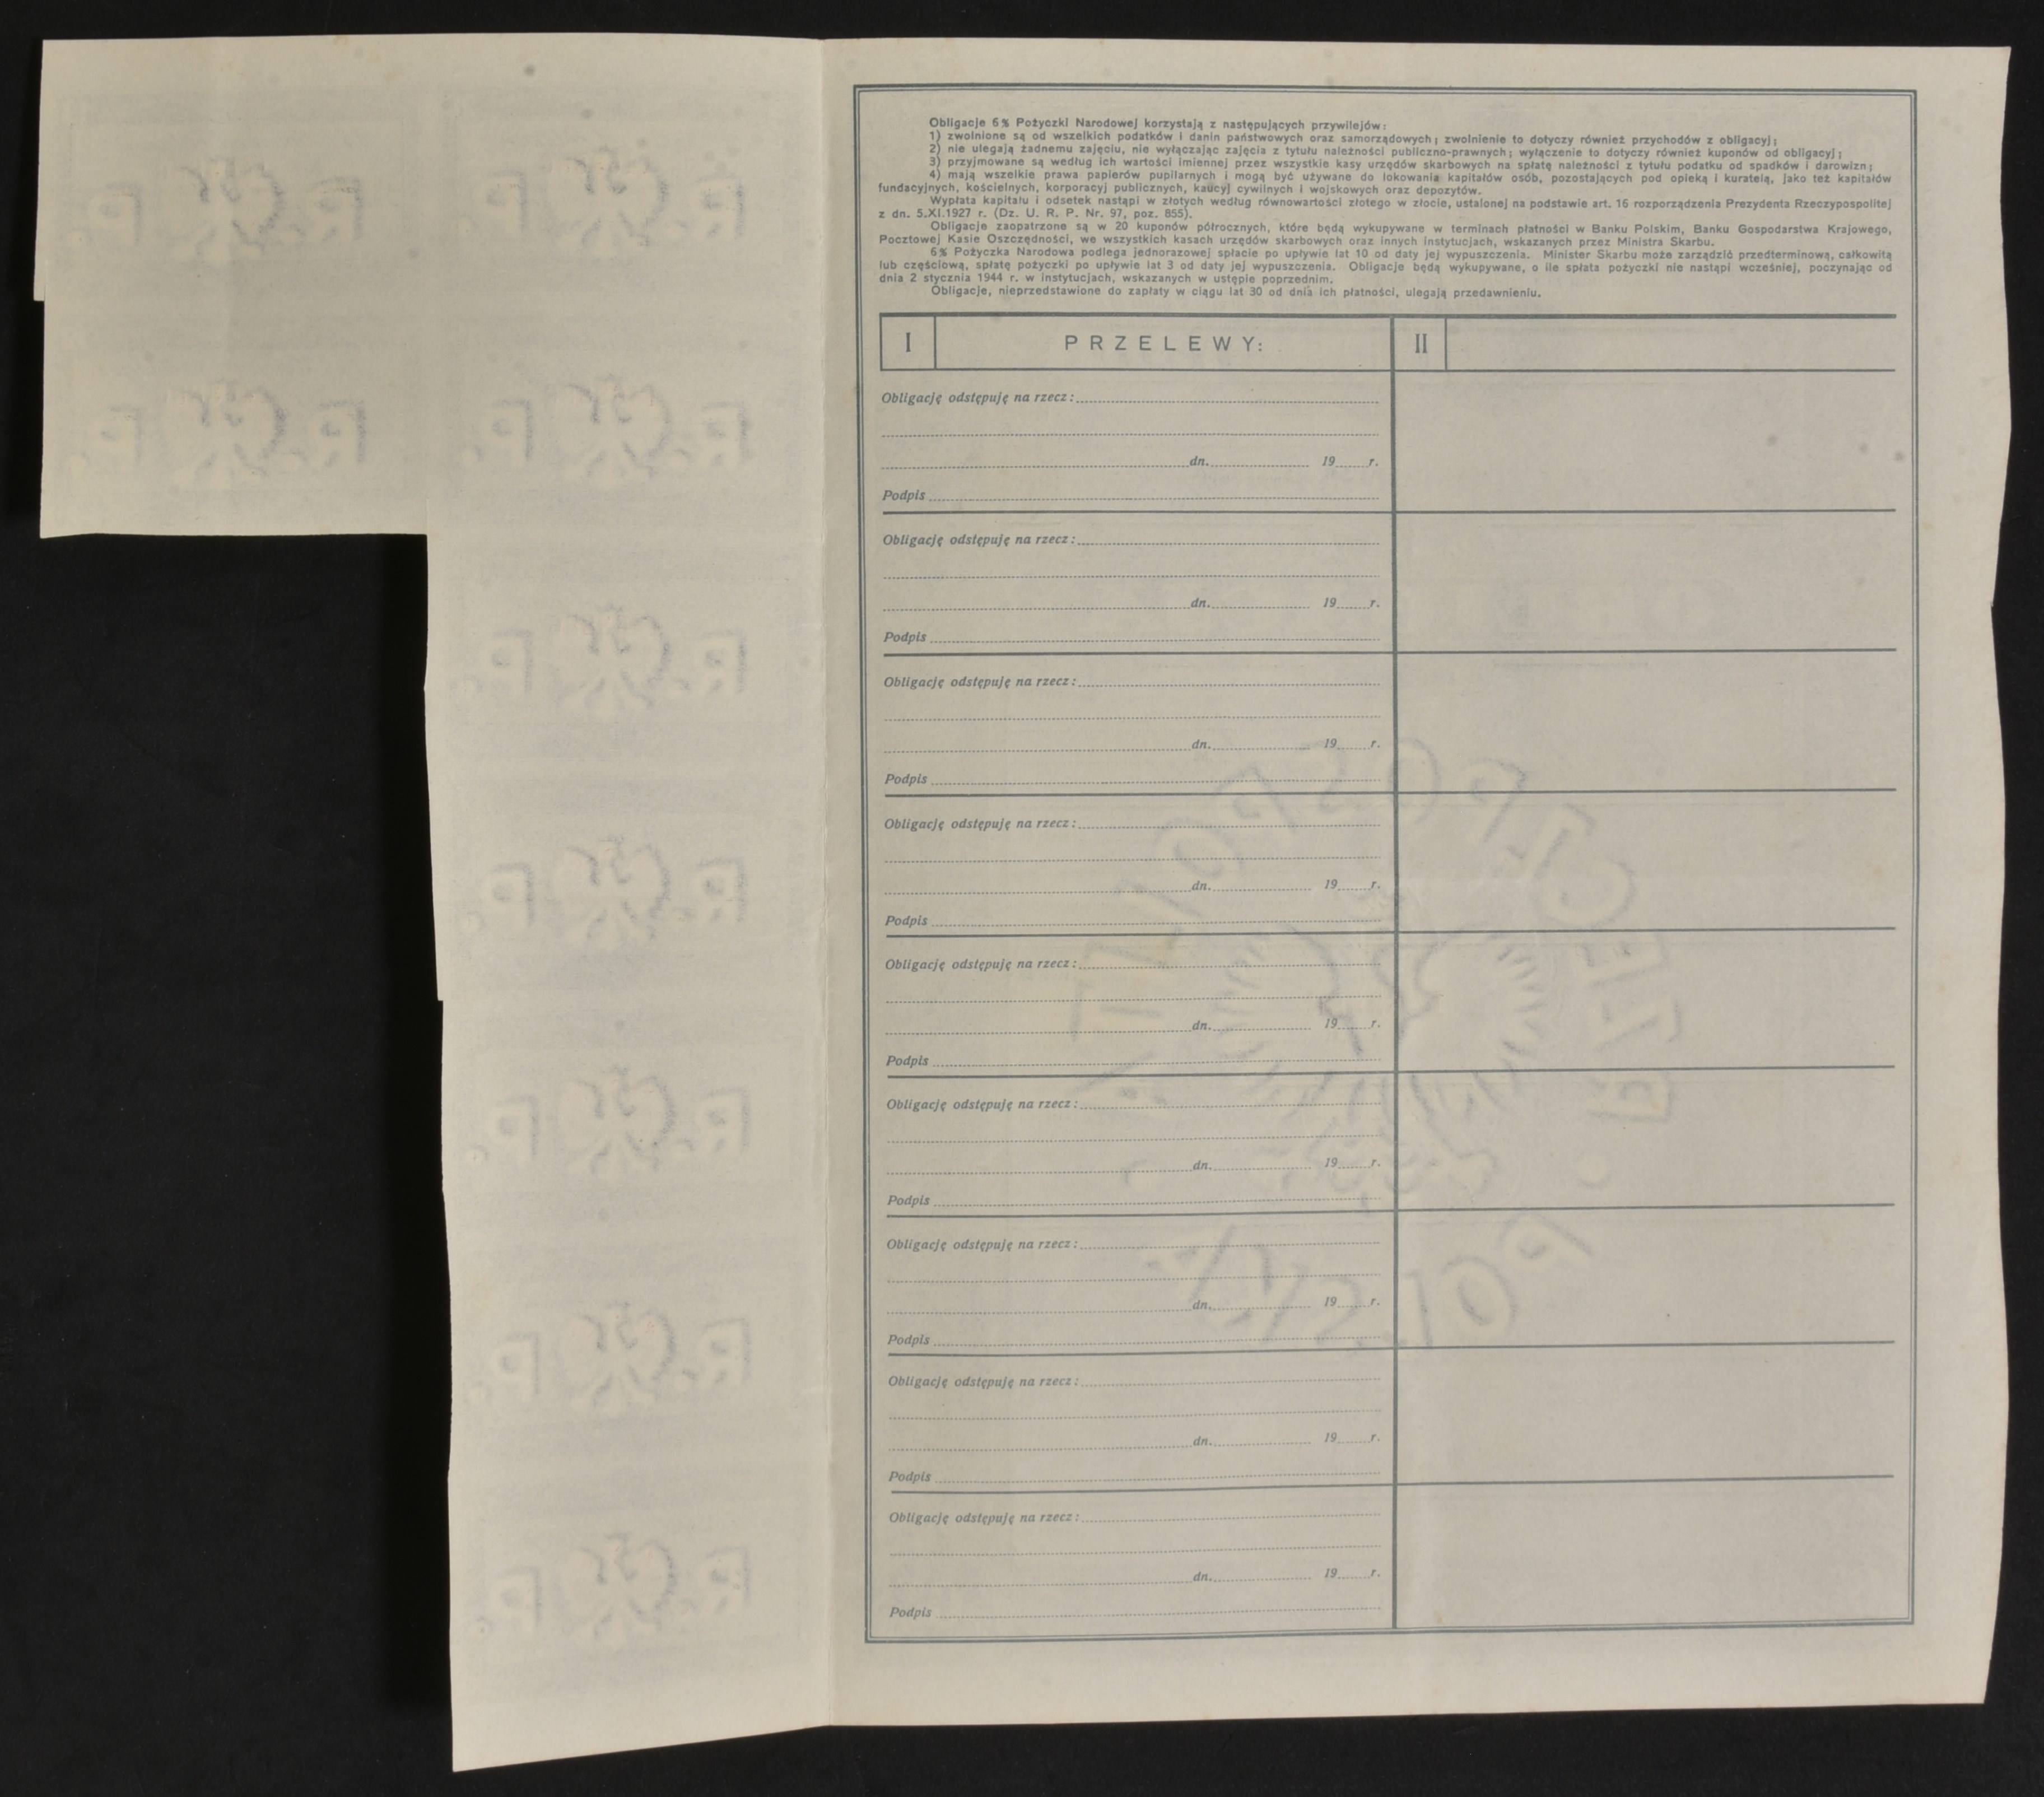 Obligacje 6% Pożyczki Narodowej korzystają z następujących przywilejów:
1) zwolnione są od wszelkich podatków i danin państwowych oraz samorządowych; zwolnienie to dotyczy również przychodów z obligacyj;
2) nie ulegają żadnemu zajęciu, nie wyłączając zajęcia z tytułu należności publiczno-prawnych; wyłączenie to dotyczy również kuponów od obligacyj;
3) przyjmowane są według ich wartości imiennej przez wszystkie kasy urzędów skarbowych na spłatę należności z tytułu podatku od spadków i darowizn;
4) mają wszelkie prawa papierów pupilarnych i mogą być używane do lokowania kapitałów osób, pozostających pod opieką i kuratelą, jako też kapitałów
fundacyjnych, kościelnych, korporacyj publicznych, kaucyj cywilnych i wojskowych oraz depozytów.
Wypłata kapitału i odsetek nastąpi w złotych według równowartości złotego w złocie, ustalonej na podstawie art. 16 rozporządzenia Prezydenta Rzeczypospolitej
z dn. 5.XI.1927 r. (Dz. U. R. P. Nr. 97, poz. 855).
Obligacje zaopatrzone są w 20 kuponów półrocznych, które będą wykupywane w terminach płatności w Banku Polskim, Banku Gospodarstwa Krajowego,
Pocztowej Kasie Oszczędności, we wszystkich kasach urzędów skarbowych oraz innych instytucjach, wskazanych przez Ministra Skarbu.
6% Pożyczka Narodowa podlega jednorazowej spłacie po upływie lat 10 od daty jej wypuszczenia. Minister Skarbu może zarządzić przedterminową, całkowitą
lub częściową, spłatę pożyczki po upływie lat 3 od daty jej wypuszczenia. Obligacje będą wykupywane, o ile spłata pożyczki nie nastąpi wcześniej, poczynając od
dnia 2 stycznia 1944 r. w instytucjach, wskazanych w ustępie poprzednim.
Obligacje, nieprzedstawione do zapłaty w ciągu lat 30 od dnia ich płatności, ulegają przedawnieniu.
I PRZELEWY: II
Obligację odstępuję na rzecz:
dn. 19 r.
Podpis
Obligację odstępuję na rzecz:
dn. 19 r.
Podpis
Obligację odstępuję na rzecz:
dn. 19 r.
Podpis
Obligację odstępuję na rzecz:
dn. 19 r.
Podpis
Obligację odstępuję na rzecz:
dn. 19 r.
Podpis
Obligację odstępuję na rzecz:
dn. 19 r.
Podpis
Obligację odstępuję na rzecz:
dn. 19 r.
Podpis
Obligację odstępuję na rzecz:
dn. 19 r.
Podpis
Obligację odstępuję na rzecz:
dn. 19 r.
Podpis